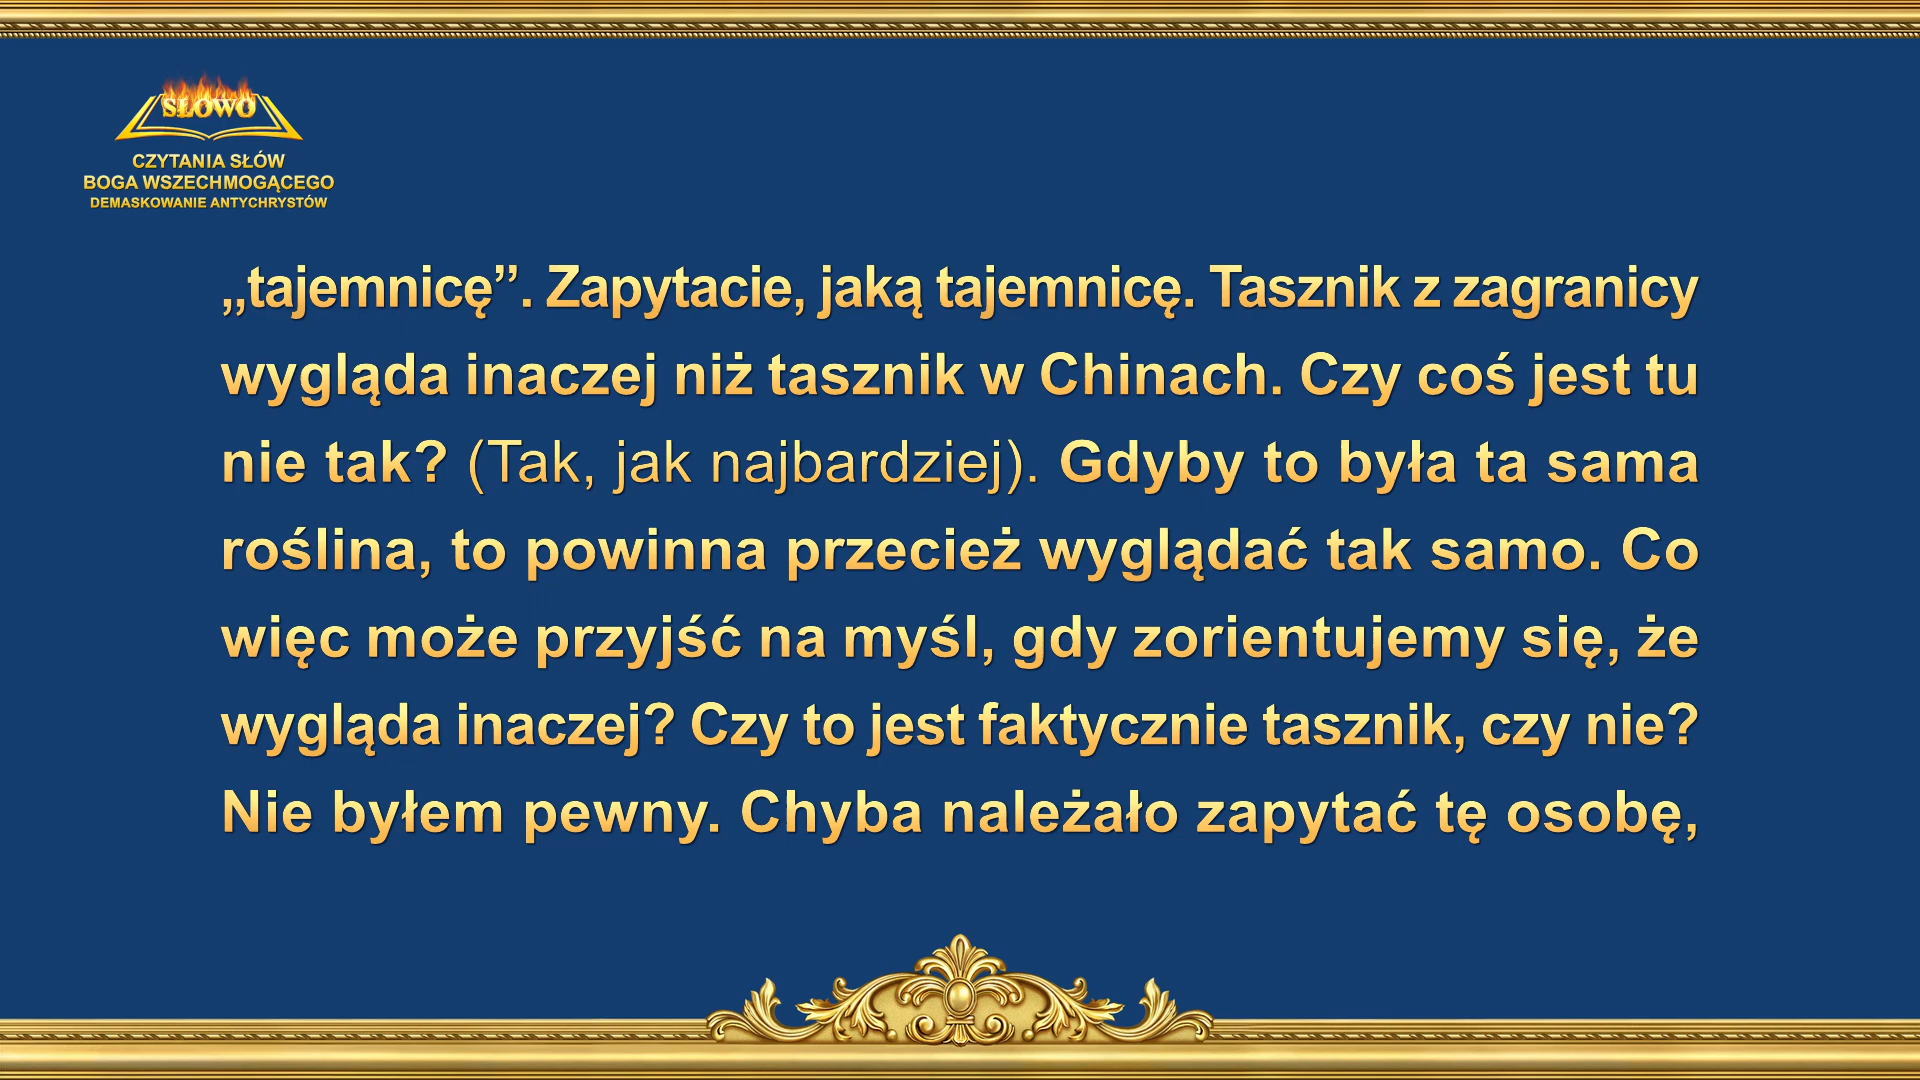 SŁOWO
CZYTANIA SŁÓW
BOGA WSZECHMOGĄCEGO
DEMASKOWANIE ANTYCHRYSTÓW
„tajemnicę”. Zapytacie, jaką tajemnicę. Tasznik z zagranicy
wygląda inaczej niż tasznik w Chinach. Czy coś jest tu
nie tak? (Tak, jak najbardziej). Gdyby to była ta sama
roślina, to powinna przecież wyglądać tak samo. Co
więc może przyjść na myśl, gdy zorientujemy się, że
wygląda inaczej? Czy to jest faktycznie tasznik, czy nie?
Nie byłem pewny. Chyba należało zapytać tę osobę,